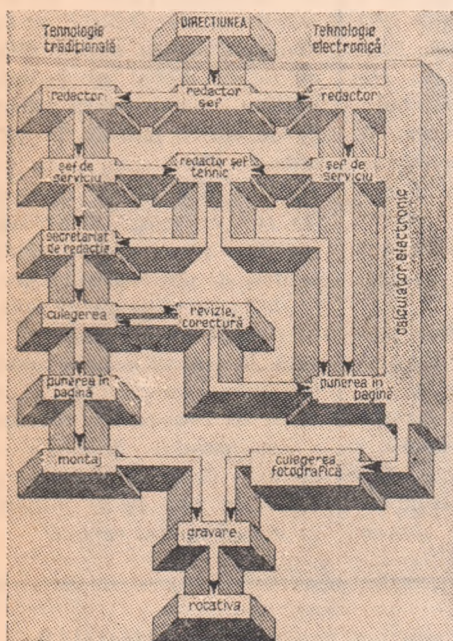 Tehnologie
tradițională
DIRECȚIUNEA
Tehnologie
electronică
redactor
redactor
șef
redactor
șef de
serviciu
redactor șef
tehnic
șef de
serviciu
secretariat
de redacție
culegerea
revizie,
corectură
calculator electronic
punerea în
pagină
punerea în
pagină
montaj
culegerea
fotografică
gravare
rotativa